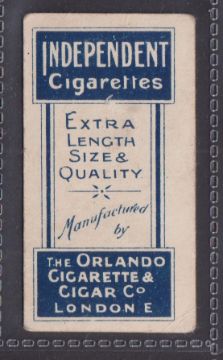 INDEPENDENT
Cigarettes
EXTRA
LENGTH
SIZE &
QUALITY
Manufactured
by
THE ORLANDO
CIGARETTE &
CIGAR Co
LONDON E